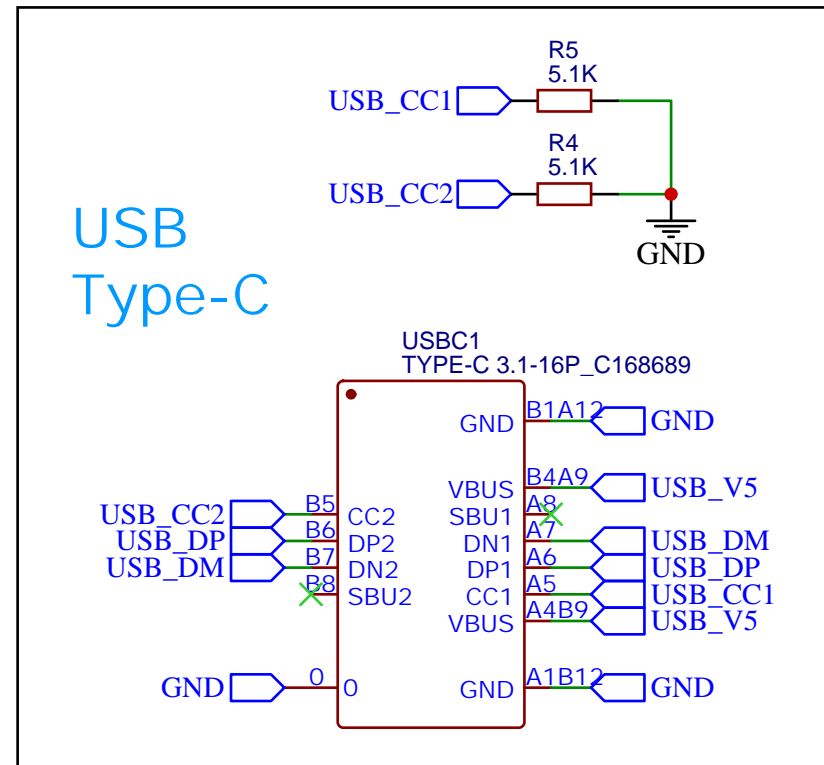 R5
5.1K
USB_CC1
R4
5.1K
USB_CC2
GND
USB
Type-C
USBC1
TYPE-C 3.1-16P_C168689
GND B1A12 GND
VBUS B4A9 USB_V5
SBU1 A8
USB_CC2 B5 CC2
DN1 A7 USB_DM
USB_DP B6 DP2
DP1 A6 USB_DP
USB_DM B7 DN2
CC1 A5 USB_CC1
B8 SBU2
VBUS A4B9 USB_V5
GND 0 0
GND A1B12 GND